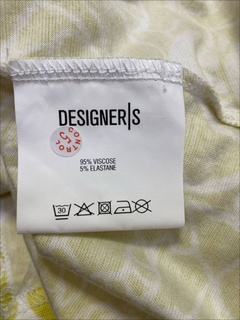 DESIGNER|S
CONTROL
95% VISCOSE
5% ELASTANE
30